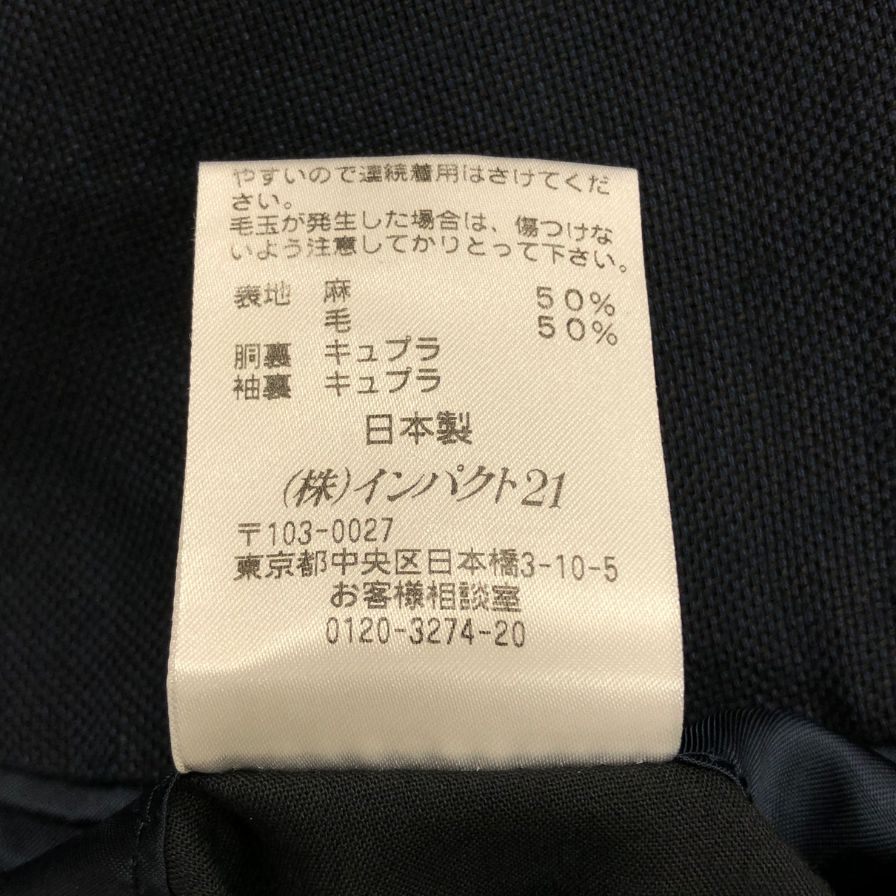 やすいので連続着用はさけてくだ
さい。
毛玉が発生した場合は、傷つけな
いよう注意してかりとって下さい。
表地 麻 50%
毛 50%
胴裏 キュプラ
袖裏 キュプラ
日本製
(株)インパクト21
〒103-0027
東京都中央区日本橋3-10-5
お客様相談室
0120-3274-20